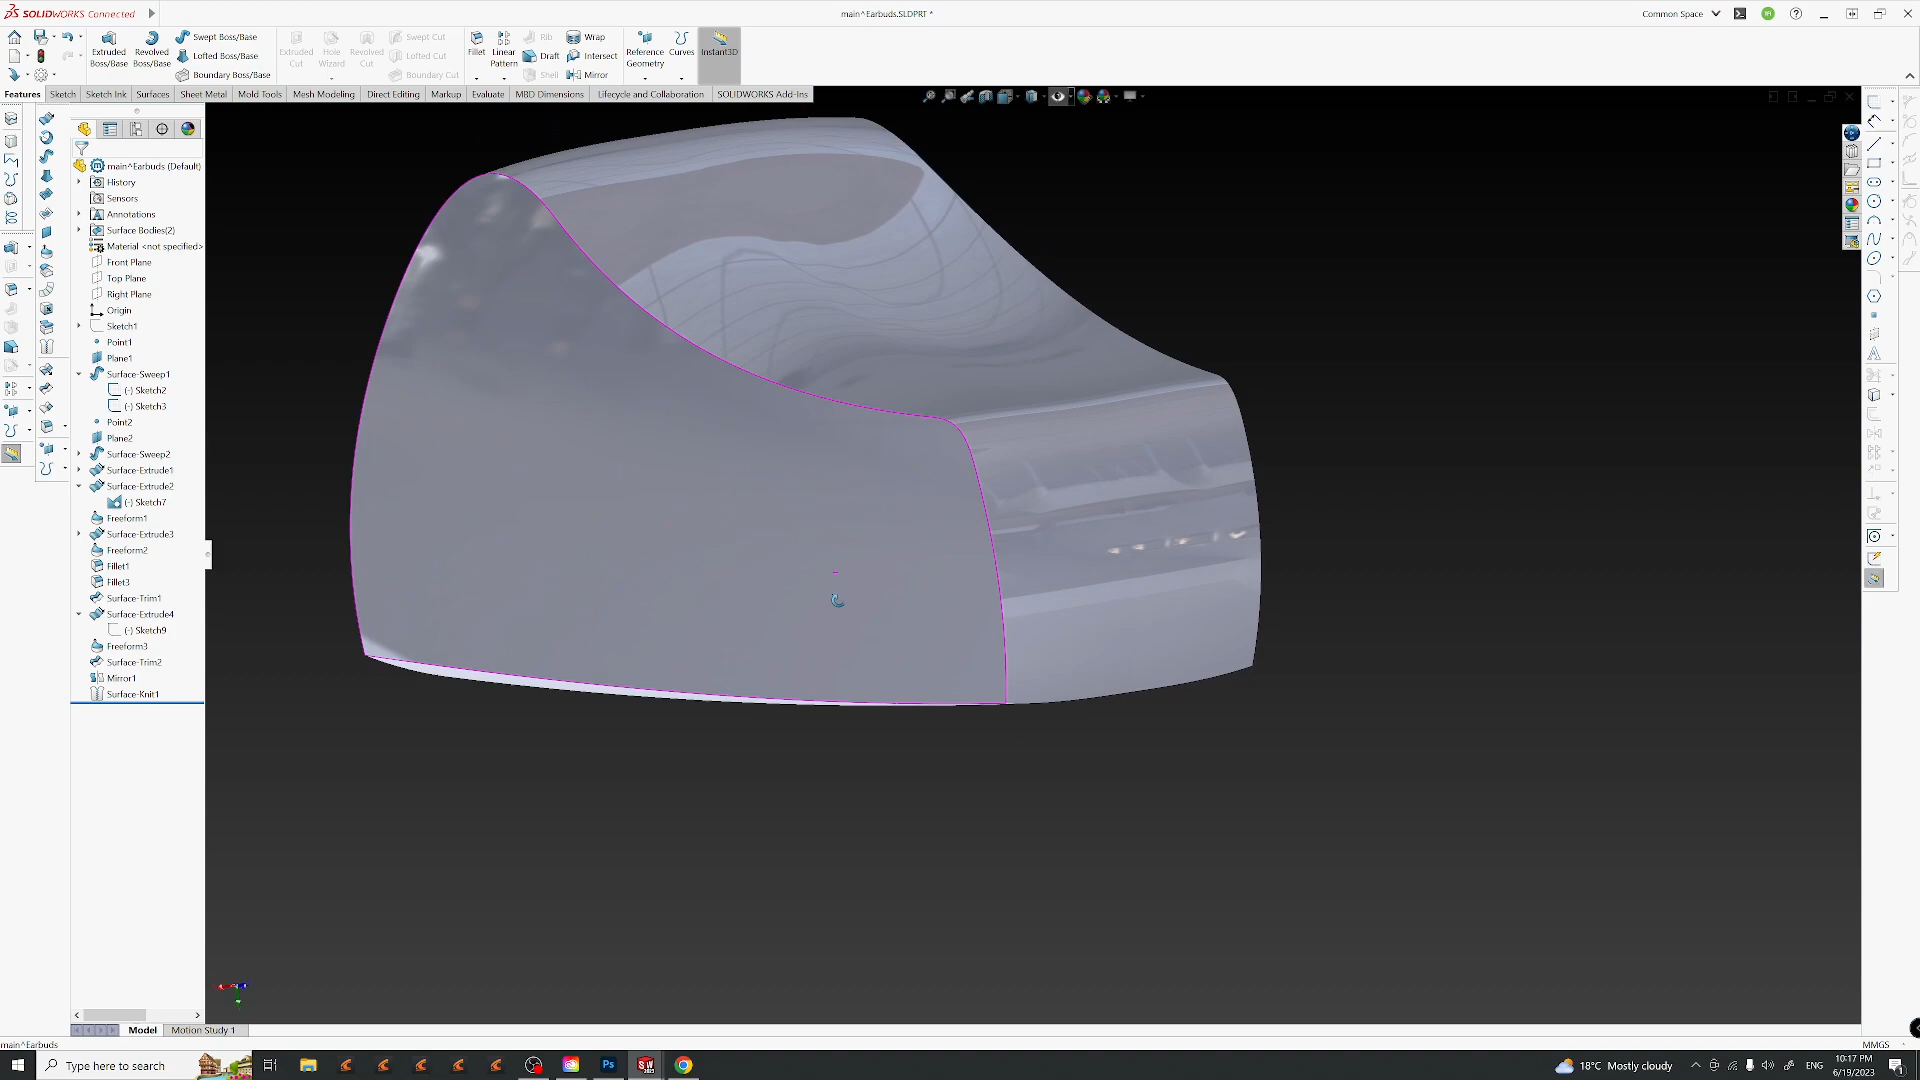 SOLIDWORKS Connected
main^Earbuds.SLDPRT *
Common Space
Extruded Boss/Base
Revolved Boss/Base
Swept Boss/Base
Lofted Boss/Base
Boundary Boss/Base
Extruded Cut
Hole Wizard
Revolved Cut
Swept Cut
Lofted Cut
Boundary Cut
Fillet
Linear Pattern
Rib
Draft
Shell
Wrap
Intersect
Mirror
Reference Geometry
Curves
Instant3D
Features Sketch Sketch Ink Surfaces Sheet Metal Mold Tools Mesh Modeling Direct Editing Markup Evaluate MBD Dimensions Lifecycle and Collaboration SOLIDWORKS Add-Ins
main^Earbuds (Default)
History
Sensors
Annotations
Surface Bodies(2)
Material <not specified>
Front Plane
Top Plane
Right Plane
Origin
Sketch1
Point1
Plane1
Surface-Sweep1
(-) Sketch2
(-) Sketch3
Point2
Plane2
Surface-Sweep2
Surface-Extrude1
Surface-Extrude2
(-) Sketch7
Freeform1
Surface-Extrude3
Freeform2
Fillet1
Fillet3
Surface-Trim1
Surface-Extrude4
(-) Sketch9
Freeform3
Surface-Trim2
Mirror1
Surface-Knit1
Model Motion Study 1
main^Earbuds
MMGS
Type here to search
Ps
SW
18°C Mostly cloudy
ENG
10:17 PM
6/19/2023